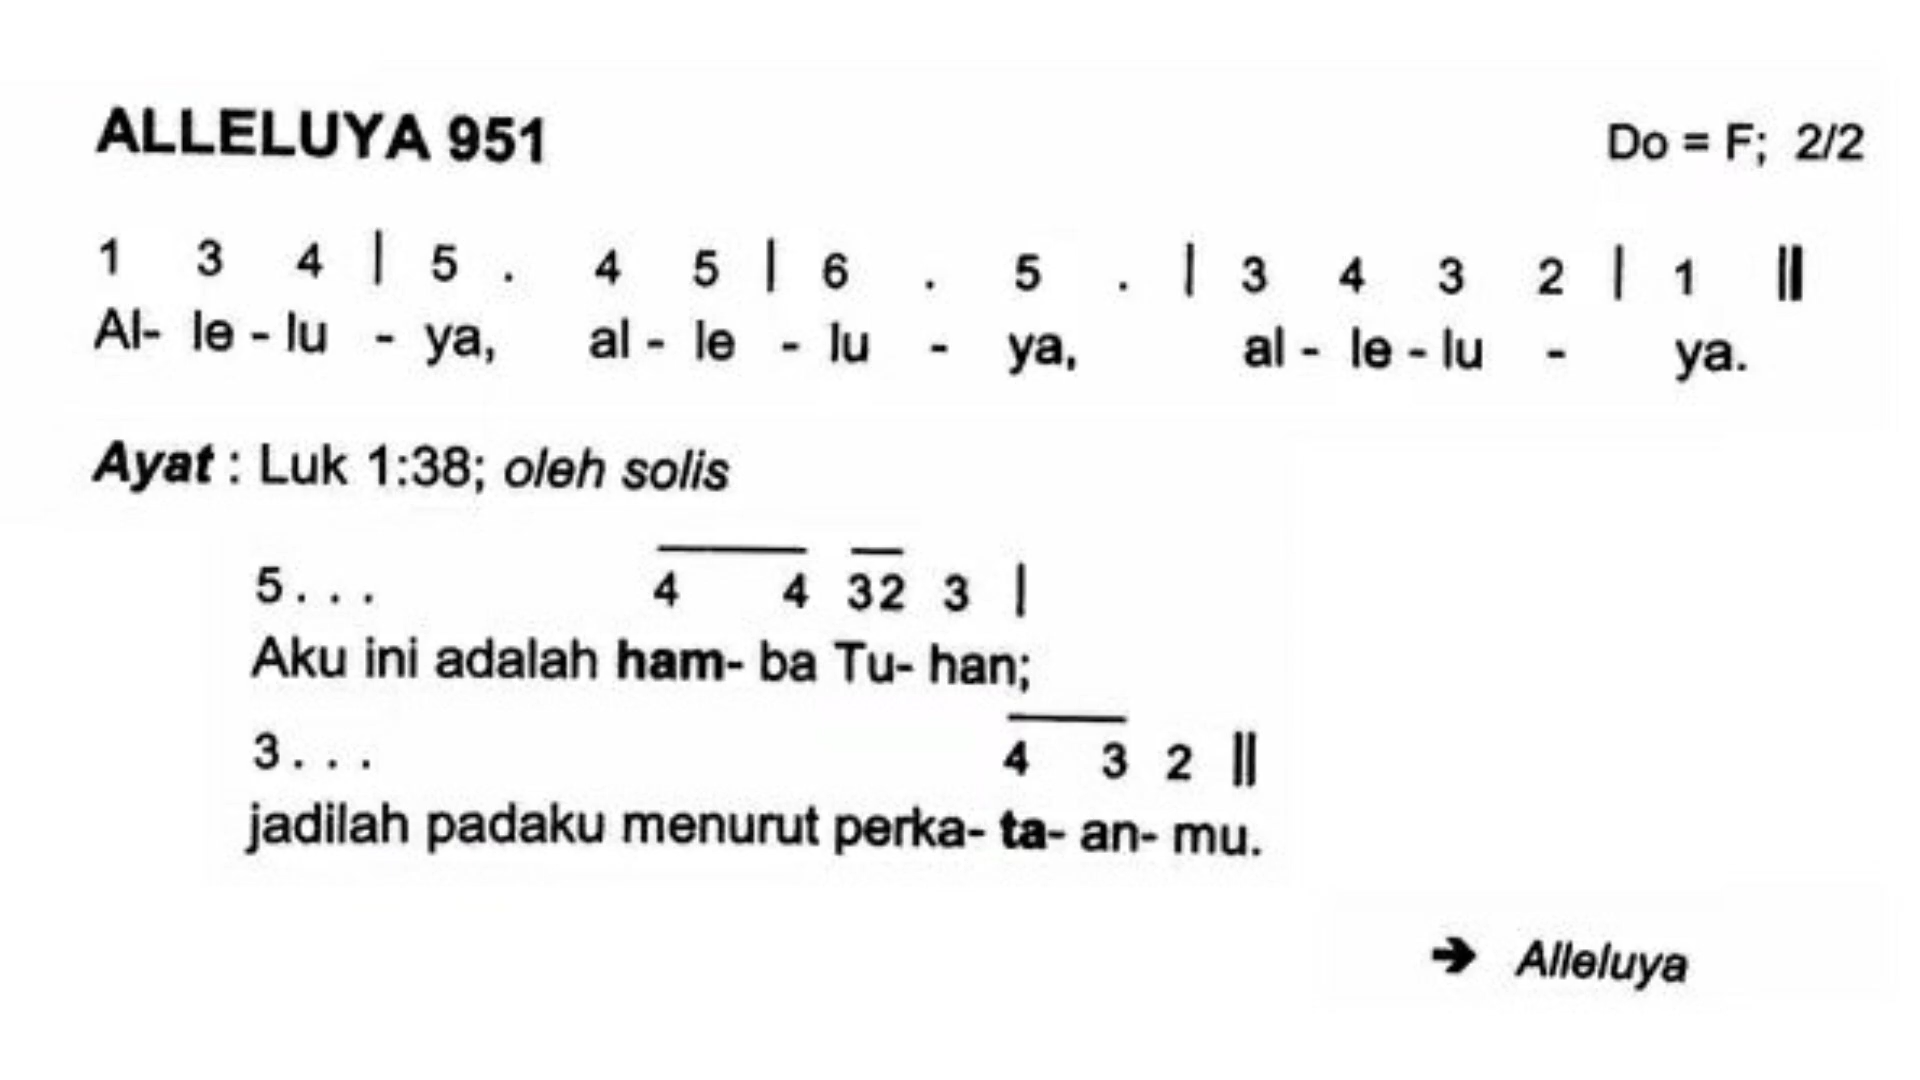 ALLELUYA 951 Do = F; 2/2
1 3 4 | 5 . 4 5 | 6 . 5 . | 3 4 3 2 | 1 ||
Al- le - lu - ya, al - le - lu - ya, al - le - lu - ya.
Ayat : Luk 1:38; oleh solis
5 . . . 4 4 32 3 |
Aku ini adalah ham- ba Tu- han;
3 . . . 4 3 2 ||
jadilah padaku menurut perka- ta- an- mu.
➔ Alleluya